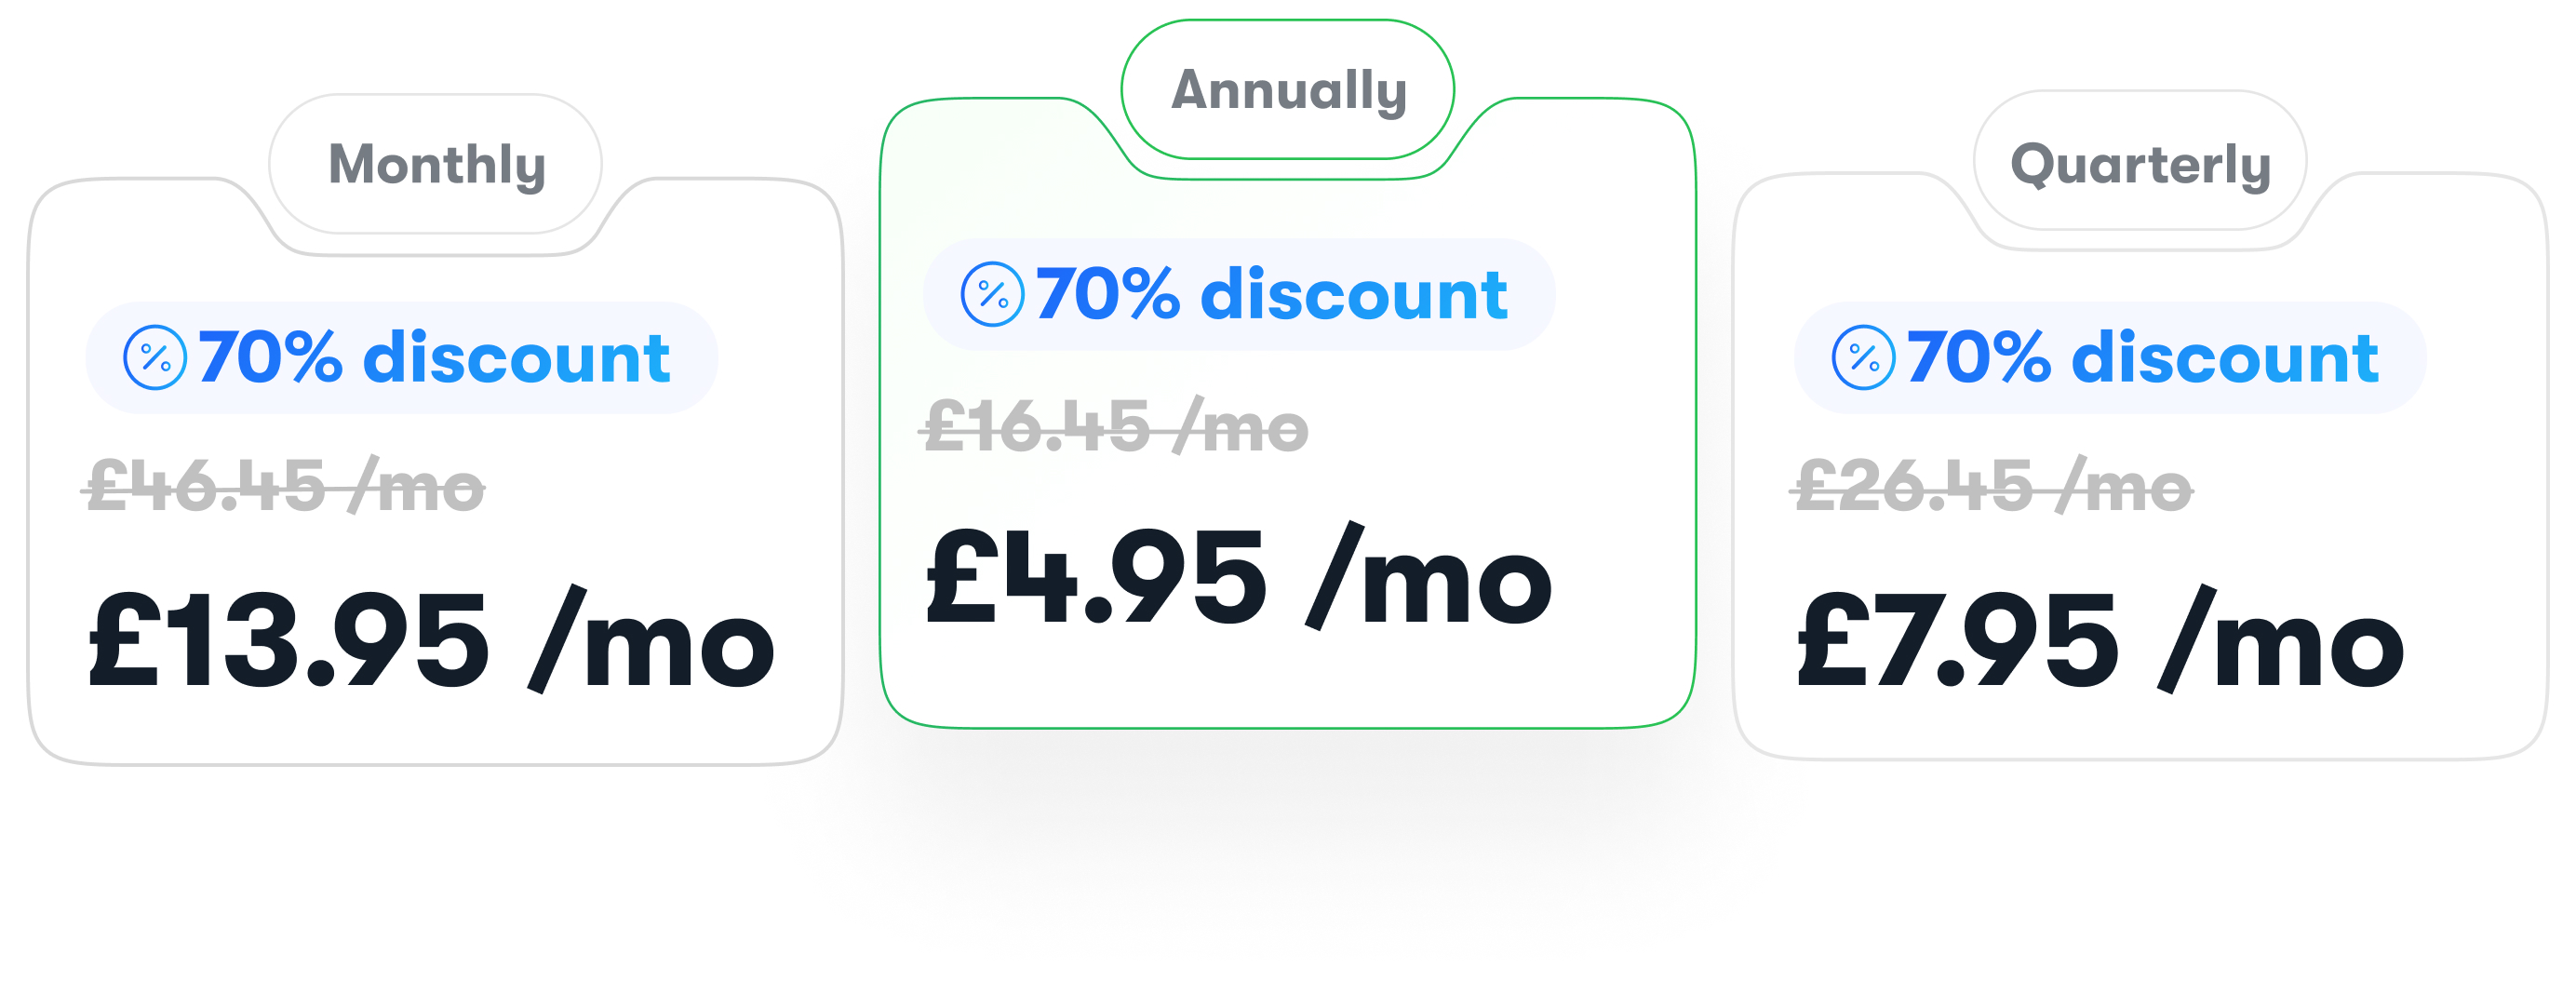 Monthly
70% discount
£46.45 /mo
£13.95 /mo
Annually
70% discount
£16.45 /mo
£4.95 /mo
Quarterly
70% discount
£26.45 /mo
£7.95 /mo